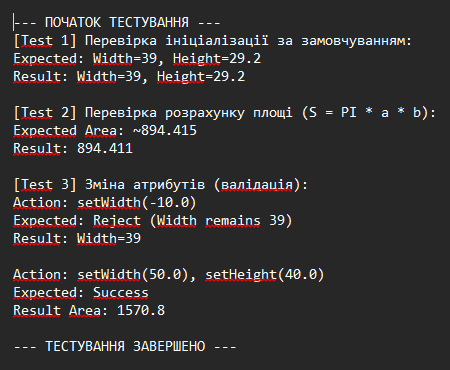 --- ПОЧАТОК ТЕСТУВАННЯ ---
[Test 1] Перевірка ініціалізації за замовчуванням:
Expected: Width=39, Height=29.2
Result: Width=39, Height=29.2
[Test 2] Перевірка розрахунку площі (S = PI * a * b):
Expected Area: ~894.415
Result: 894.411
[Test 3] Зміна атрибутів (валідація):
Action: setWidth(-10.0)
Expected: Reject (Width remains 39)
Result: Width=39
Action: setWidth(50.0), setHeight(40.0)
Expected: Success
Result Area: 1570.8
--- ТЕСТУВАННЯ ЗАВЕРШЕНО ---